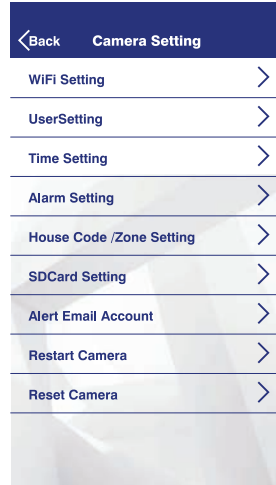 Back Camera Setting
WiFi Setting
UserSetting
Time Setting
Alarm Setting
House Code /Zone Setting
SDCard Setting
Alert Email Account
Restart Camera
Reset Camera